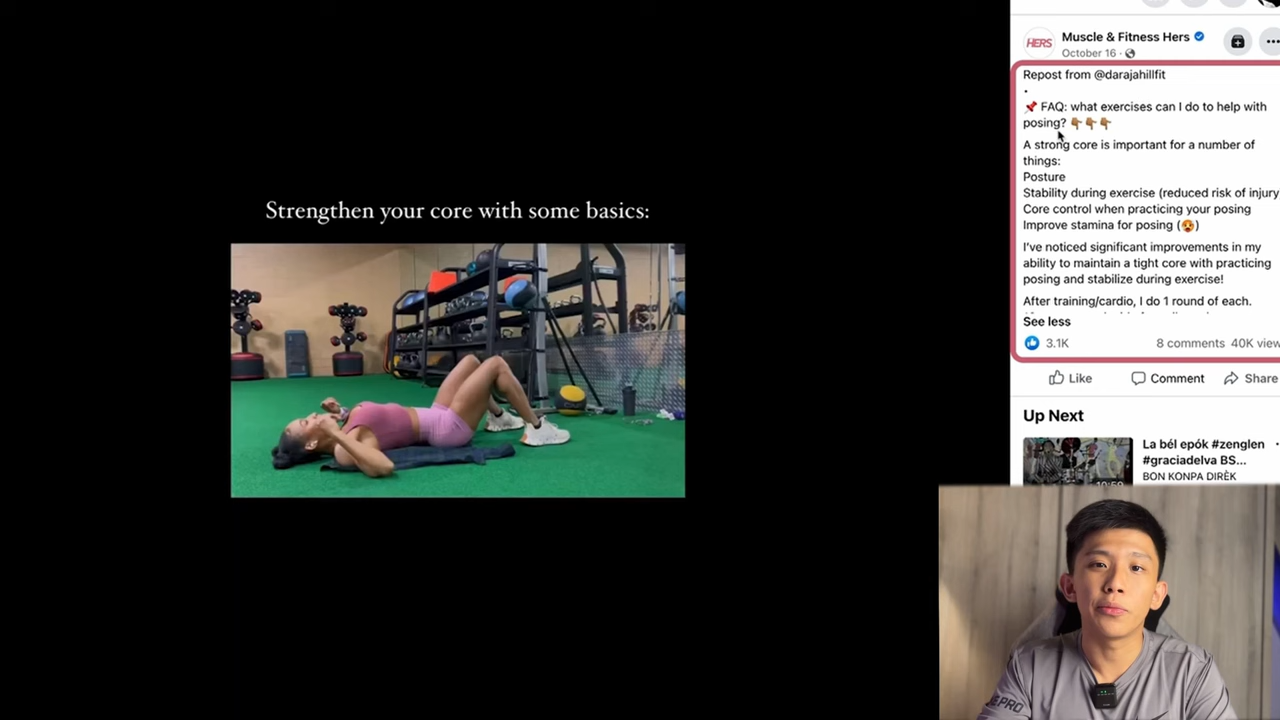 Strengthen your core with some basics:
HERS
Muscle & Fitness Hers
October 16 ·
Repost from @darajahillfit
.
📌 FAQ: what exercises can I do to help with
posing? 👇🏽👇🏽👇🏽
A strong core is important for a number of
things:
Posture
Stability during exercise (reduced risk of injury
Core control when practicing your posing
Improve stamina for posing (🥵)
I've noticed significant improvements in my
ability to maintain a tight core with practicing
posing and stabilize during exercise!
After training/cardio, I do 1 round of each.
See less
3.1K
8 comments 40K view
Like Comment Share
Up Next
La bél epók #zenglen
#graciadelva BS...
BON KONPA DIRÈK
PRO